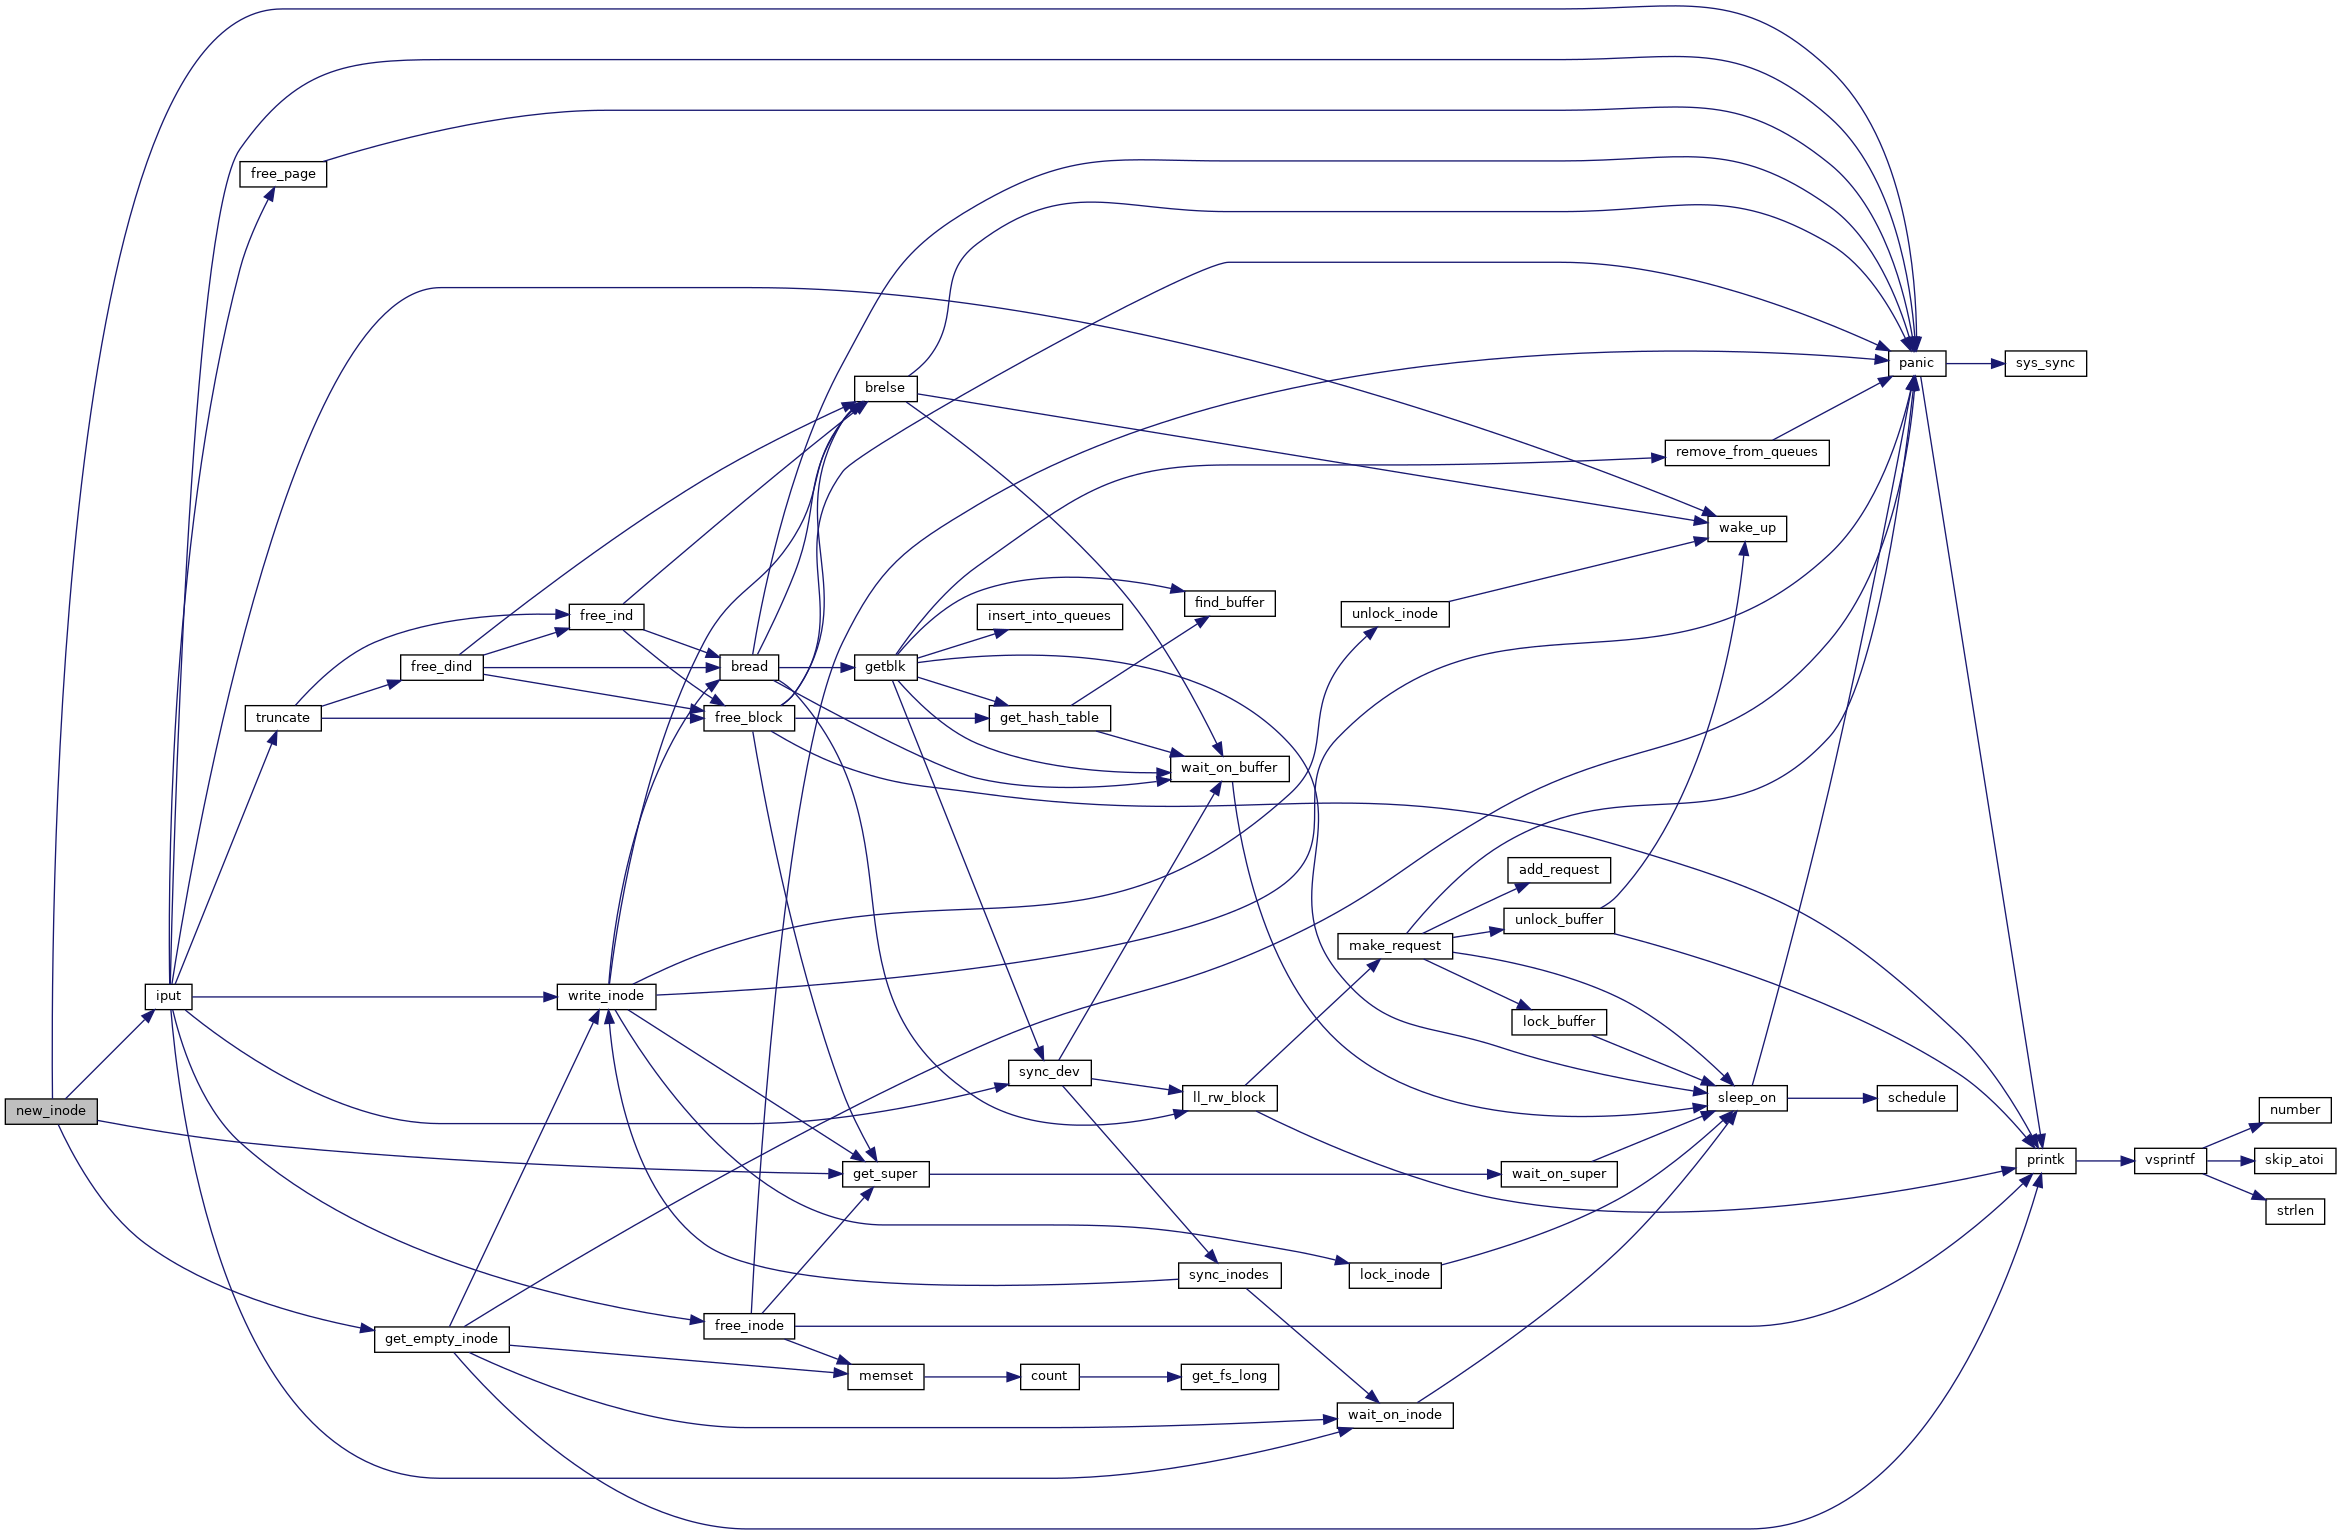 free_page
panic
sys_sync
brelse
remove_from_queues
wake_up
find_buffer
free_ind
insert_into_queues
unlock_inode
free_dind
bread
getblk
truncate
free_block
get_hash_table
wait_on_buffer
add_request
unlock_buffer
make_request
iput
write_inode
lock_buffer
sync_dev
ll_rw_block
sleep_on
schedule
new_inode
number
get_super
wait_on_super
printk
vsprintf
skip_atoi
strlen
sync_inodes
lock_inode
free_inode
get_empty_inode
memset
count
get_fs_long
wait_on_inode